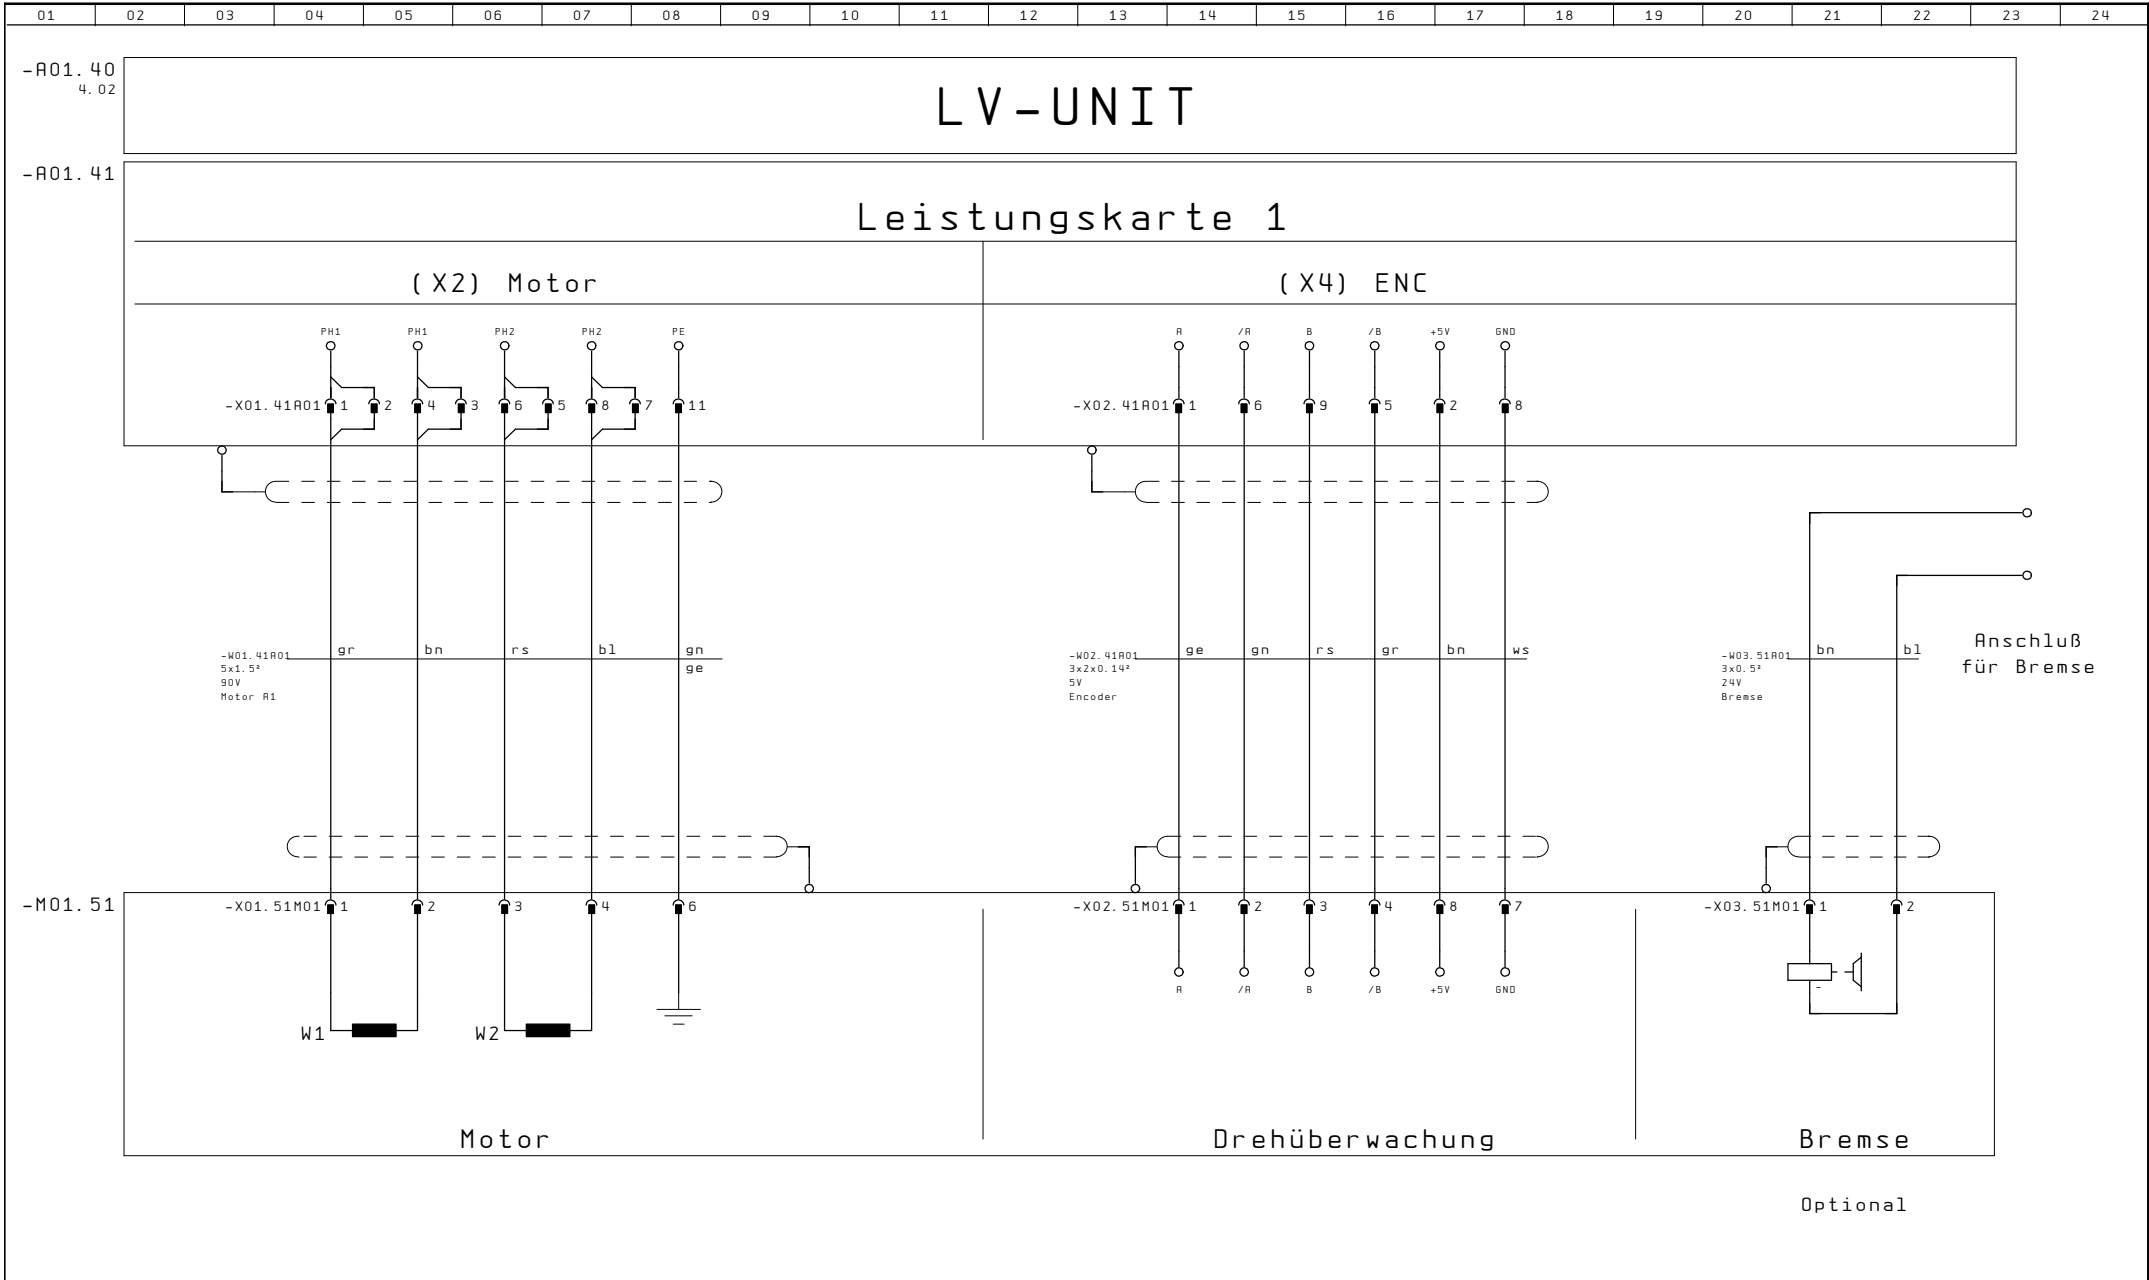 01 02 03 04 05 06 07 08 09 10 11 12 13 14 15 16 17 18 19 20 21 22 23 24
-A01.40
4.02
LV-UNIT
-A01.41
Leistungskarte 1
(X2) Motor
(X4) ENC
PH1 PH1 PH2 PH2 PE
A /A B /B +5V GND
-X01.41A01 1 2 4 3 6 5 8 7 11
-X02.41A01 1 6 9 5 2 8
gr bn rs bl gn
ge
-W01.41A01
5x1.5²
90V
Motor A1
ge gn rs gr bn ws
-W02.41A01
3x2x0.14²
5V
Encoder
bn bl
-W03.51A01
3x0.5²
24V
Bremse
Anschluß
für Bremse
-M01.51
-X01.51M01 1 2 3 4 6
-X02.51M01 1 2 3 4 8 7
-X03.51M01 1 2
A /A B /B +5V GND
-
W1
W2
Motor
Drehüberwachung
Bremse
Optional